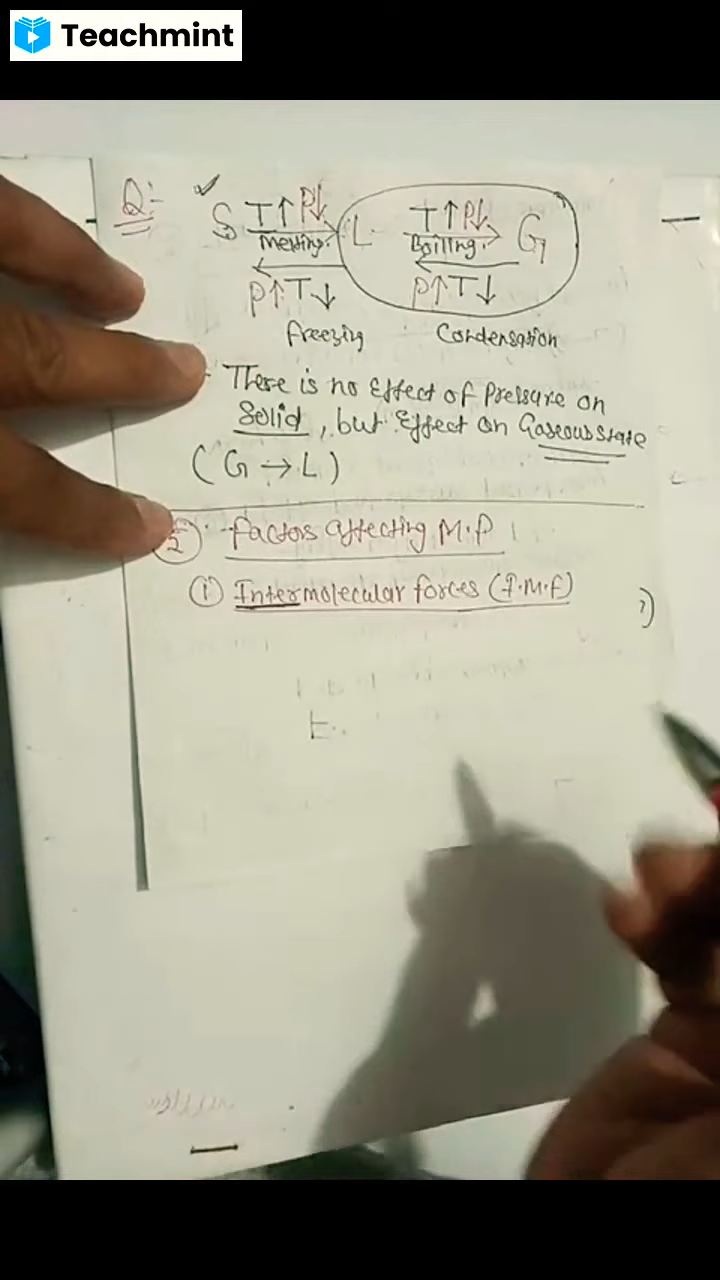 Teachmint
Q:-
S T↑ P↓ L T↑ P↓ G
Melting. Boiling.
P↑ T↓ P↑ T↓
Freezing Condensation
There is no Effect of Pressure on
Solid, but Effect on Gaseous state
(G → L)
2 Factors affecting M.P
(i) Intermolecular forces (I.M.F)